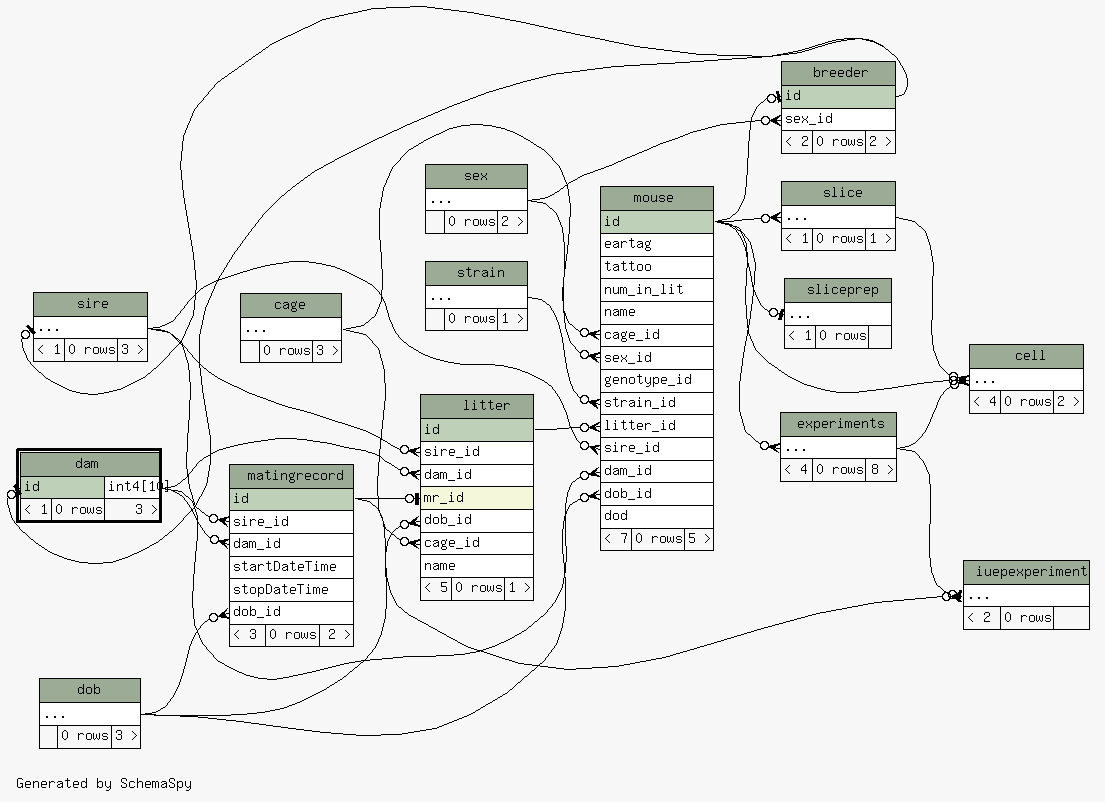 breeder
id
sex_id
< 2 0 rows 2 >
sex
...
0 rows 2 >
slice
...
< 1 0 rows 1 >
mouse
id
eartag
tattoo
num_in_lit
name
cage_id
sex_id
genotype_id
strain_id
litter_id
sire_id
dam_id
dob_id
dod
< 7 0 rows 5 >
strain
...
0 rows 1 >
sliceprep
...
< 1 0 rows
sire
...
< 1 0 rows 3 >
cage
...
0 rows 3 >
cell
...
< 4 0 rows 2 >
litter
id
sire_id
dam_id
mr_id
dob_id
cage_id
name
< 5 0 rows 1 >
experiments
...
< 4 0 rows 8 >
dam
id int4[10]
< 1 0 rows 3 >
matingrecord
id
sire_id
dam_id
startDateTime
stopDateTime
dob_id
< 3 0 rows 2 >
iuepexperiment
...
< 2 0 rows
dob
...
0 rows 3 >
Generated by SchemaSpy